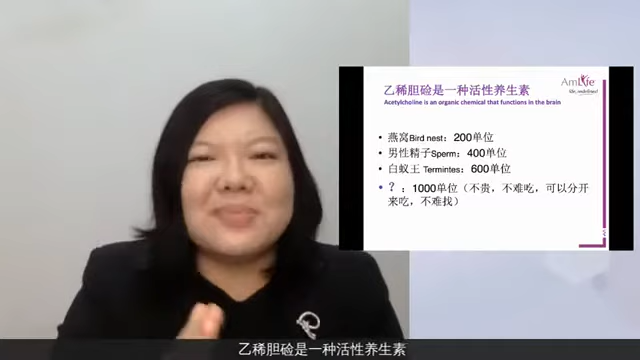 AmLife
life, redefined!
乙稀胆硷是一种活性养生素
Acetylcholine is an organic chemical that functions in the brain
• 燕窝Bird nest：200单位
• 男性精子Sperm：400单位
• 白蚁王 Termintes：600单位
• ？：1000单位（不贵，不难吃，可以分开
来吃，不难找）
乙稀胆硷是一种活性养生素